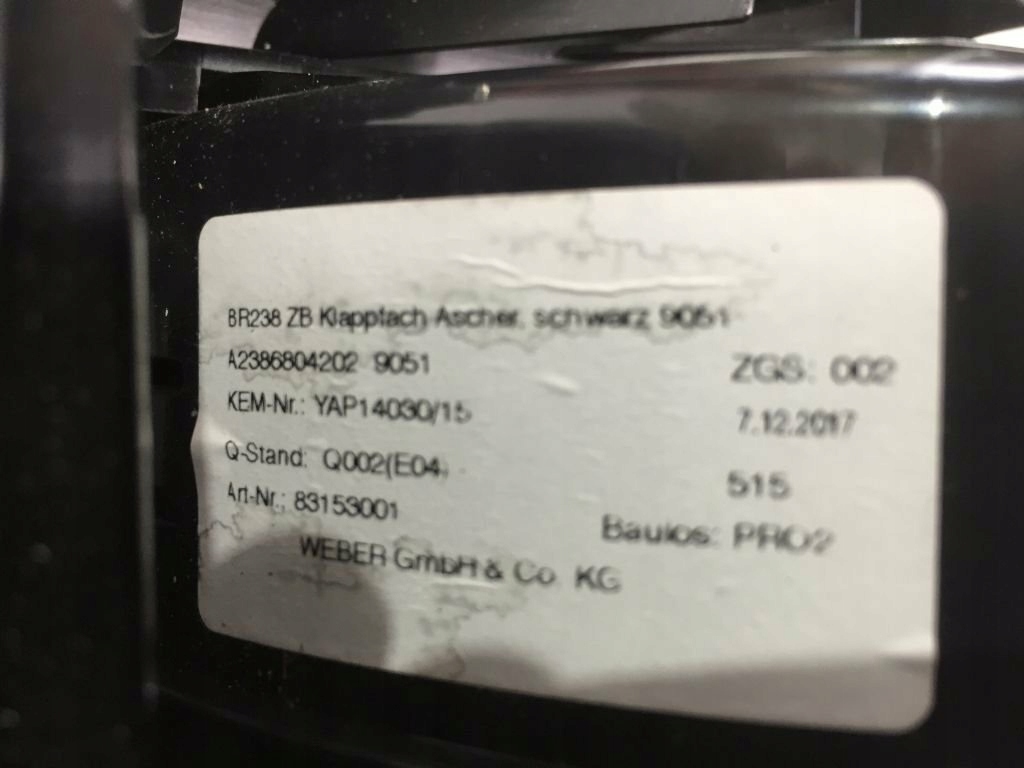 BR238 ZB Klappfach Ascher, schwarz 9051
A2386804202 9051
ZGS: 002
KEM-Nr.: YAP14030/15
7.12.2017
Q-Stand: Q002(E04)
515
Art-Nr.: 83153001
Baulos: PRO2
WEBER GmbH & Co. KG